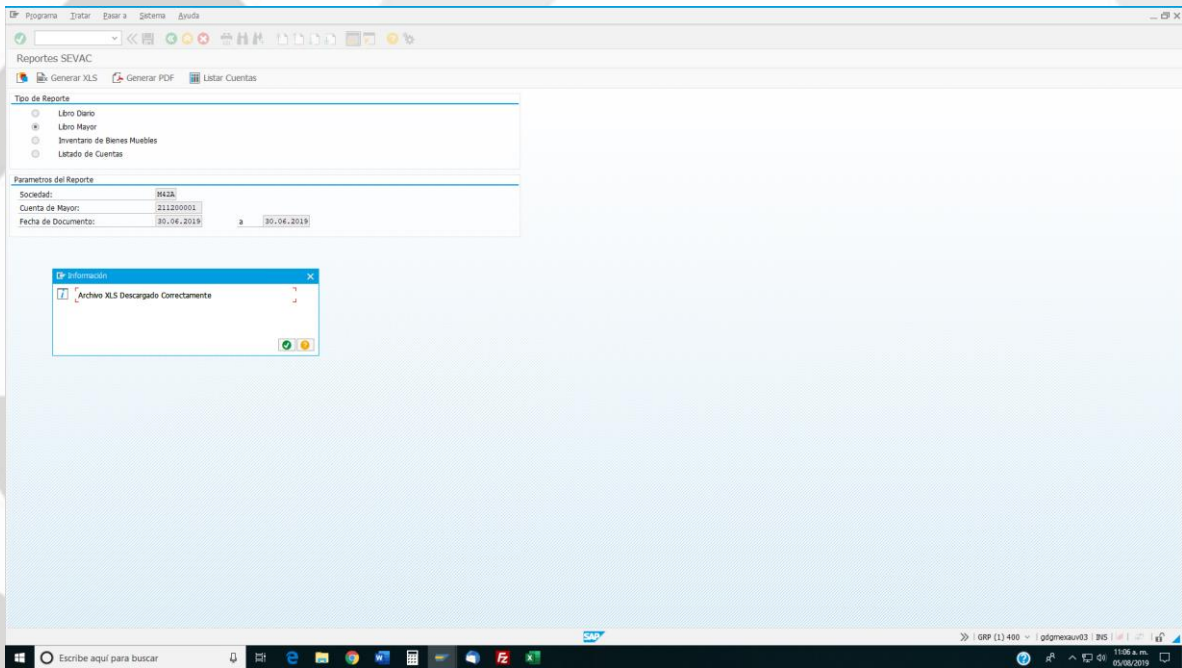 Programa Tratar Pasar a Sistema Ayuda
Reportes SEVAC
Generar XLS Generar PDF Listar Cuentas
Tipo de Reporte
Libro Diario
Libro Mayor
Inventario de Bienes Muebles
Listado de Cuentas
Parametros del Reporte
Sociedad: M42A
Cuenta de Mayor: 211200001
Fecha de Documento: 30.06.2019 a 30.06.2019
Información
Archivo XLS Descargado Correctamente
SAP
GRP (1) 400 gdgmexauv03 INS
Escribe aquí para buscar
11:06 a. m.
05/08/2019